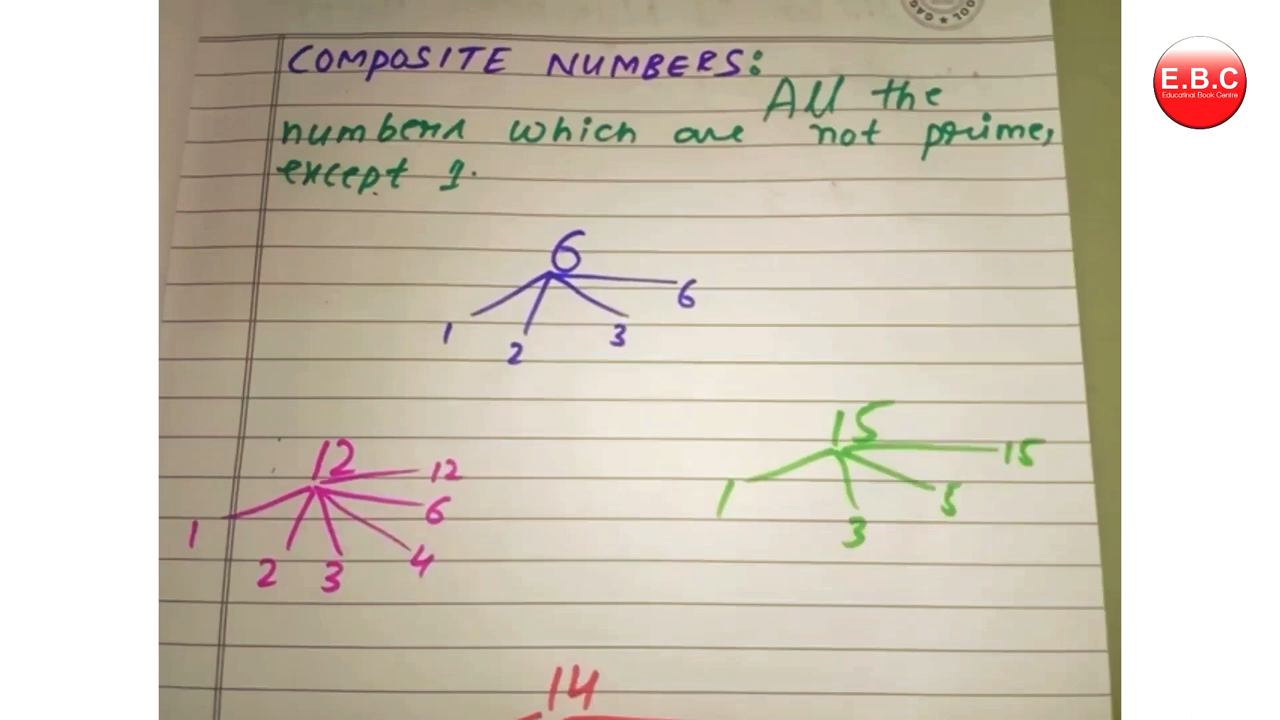 COMPOSITE NUMBERS:
All the
numbers which are not prime,
except 1.
6
1 2 3 6
12
1 2 3 4 6 12
15
1 3 5 15
14
E.B.C
Educatinal Book Centre